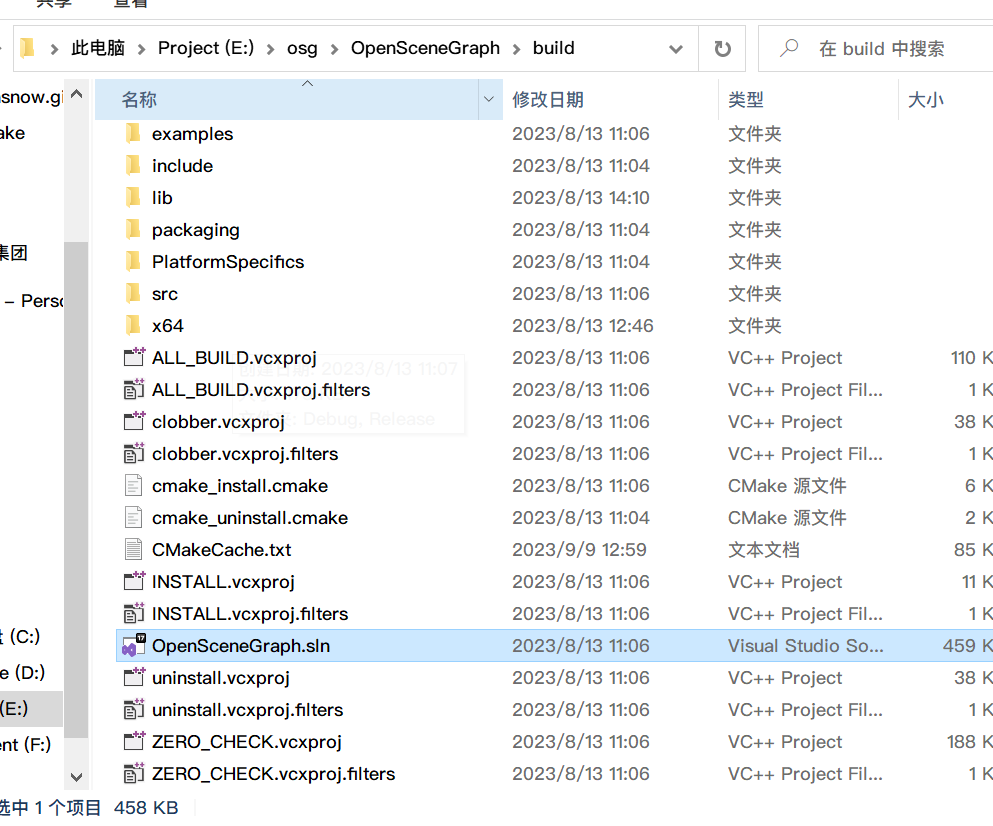 共享 查看
此电脑 Project (E:) osg OpenSceneGraph build 在 build 中搜索
snow.gi
名称 修改日期 类型 大小
ake
examples 2023/8/13 11:06 文件夹
include 2023/8/13 11:04 文件夹
lib 2023/8/13 14:10 文件夹
packaging 2023/8/13 11:04 文件夹
集团
PlatformSpecifics 2023/8/13 11:04 文件夹
src 2023/8/13 11:06 文件夹
– Perso
x64 2023/8/13 12:46 文件夹
ALL_BUILD.vcxproj 2023/8/13 11:06 VC++ Project 110 K
创建日期: 2023/8/13 11:07
ALL_BUILD.vcxproj.filters 2023/8/13 11:06 VC++ Project Fil... 1 K
文件夹: Debug, Release
clobber.vcxproj 2023/8/13 11:06 VC++ Project 38 K
clobber.vcxproj.filters 2023/8/13 11:06 VC++ Project Fil... 1 K
cmake_install.cmake 2023/8/13 11:06 CMake 源文件 6 K
cmake_uninstall.cmake 2023/8/13 11:04 CMake 源文件 2 K
CMakeCache.txt 2023/9/9 12:59 文本文档 85 K
INSTALL.vcxproj 2023/8/13 11:06 VC++ Project 11 K
INSTALL.vcxproj.filters 2023/8/13 11:06 VC++ Project Fil... 1 K
(C:)
OpenSceneGraph.sln 2023/8/13 11:06 Visual Studio So... 459 K
e (D:)
uninstall.vcxproj 2023/8/13 11:06 VC++ Project 38 K
(E:)
uninstall.vcxproj.filters 2023/8/13 11:06 VC++ Project Fil... 1 K
ent (F:)
ZERO_CHECK.vcxproj 2023/8/13 11:06 VC++ Project 188 K
ZERO_CHECK.vcxproj.filters 2023/8/13 11:06 VC++ Project Fil... 1 K
选中 1 个项目 458 KB